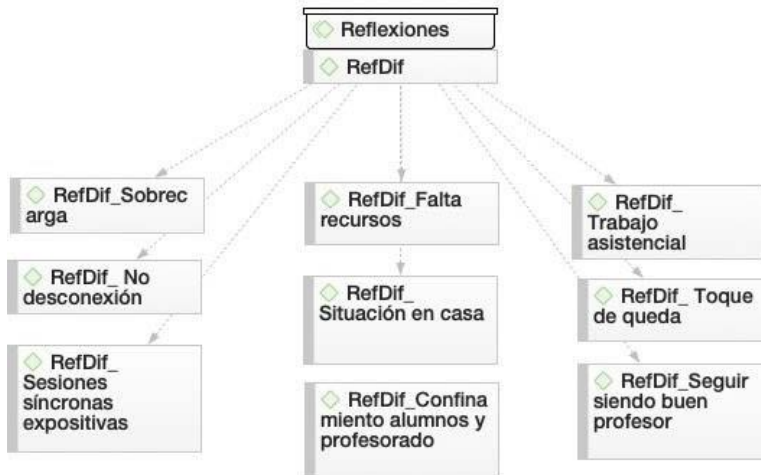 Reflexiones
RefDif
RefDif_Sobrec
arga
RefDif_ No
desconexión
RefDif_
Sesiones
síncronas
expositivas
RefDif_Falta
recursos
RefDif_
Situación en casa
RefDif_Confina
miento alumnos y
profesorado
RefDif_
Trabajo
asistencial
RefDif_ Toque
de queda
RefDif_Seguir
siendo buen
profesor